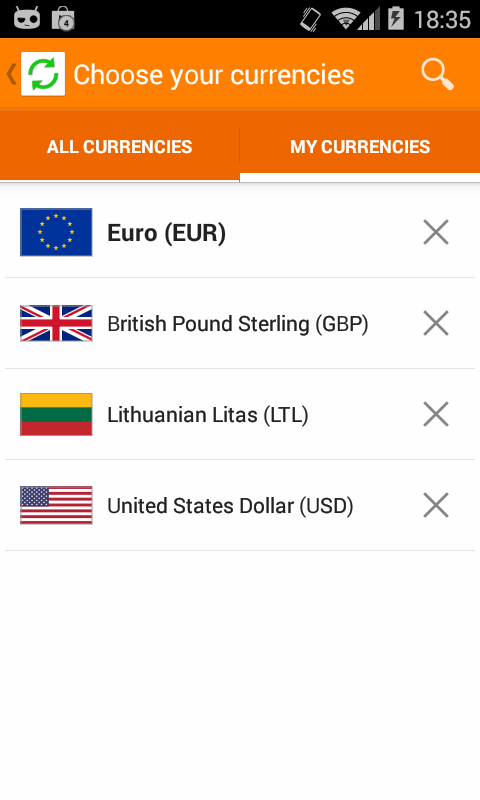 4
18:35
Choose your currencies
ALL CURRENCIES
MY CURRENCIES
Euro (EUR)
British Pound Sterling (GBP)
Lithuanian Litas (LTL)
United States Dollar (USD)